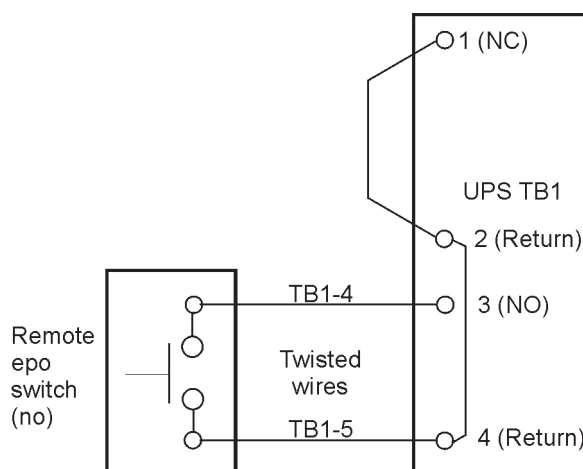 1 (NC)
UPS TB1
2 (Return)
TB1-4
3 (NO)
Remote
epo
switch
(no)
Twisted
wires
TB1-5
4 (Return)